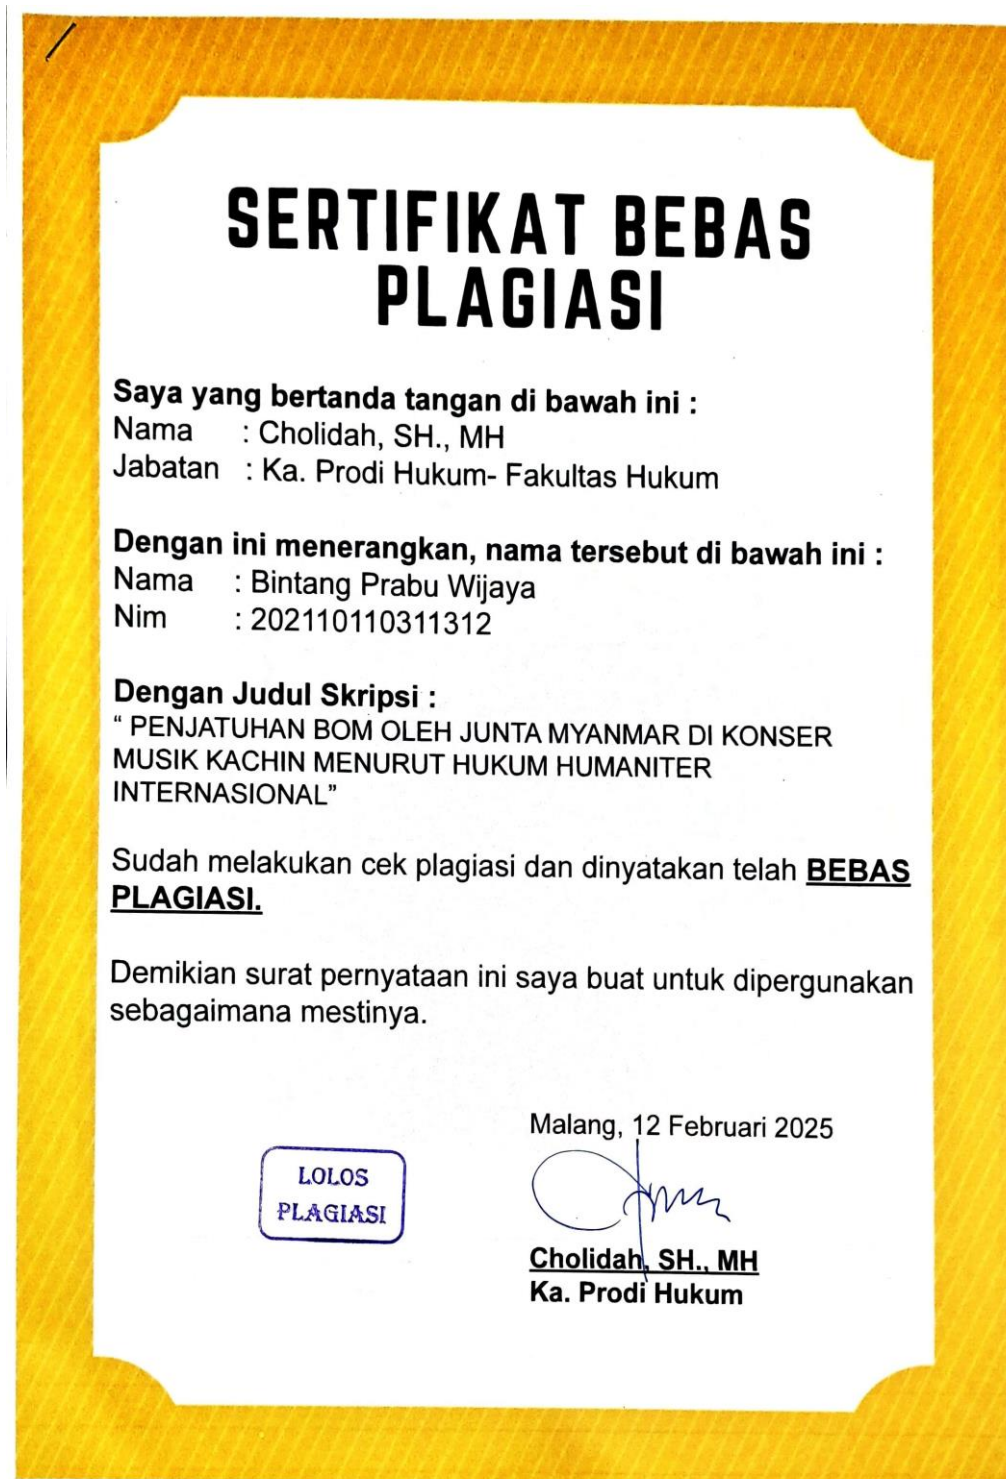 SERTIFIKAT BEBAS
PLAGIASI
Saya yang bertanda tangan di bawah ini :
Nama : Cholidah, SH., MH
Jabatan : Ka. Prodi Hukum- Fakultas Hukum
Dengan ini menerangkan, nama tersebut di bawah ini :
Nama : Bintang Prabu Wijaya
Nim : 202110110311312
Dengan Judul Skripsi :
“ PENJATUHAN BOM OLEH JUNTA MYANMAR DI KONSER
MUSIK KACHIN MENURUT HUKUM HUMANITER
INTERNASIONAL”
Sudah melakukan cek plagiasi dan dinyatakan telah BEBAS
PLAGIASI.
Demikian surat pernyataan ini saya buat untuk dipergunakan
sebagaimana mestinya.
Malang, 12 Februari 2025
LOLOS
PLAGIASI
Cholidah, SH., MH
Ka. Prodi Hukum